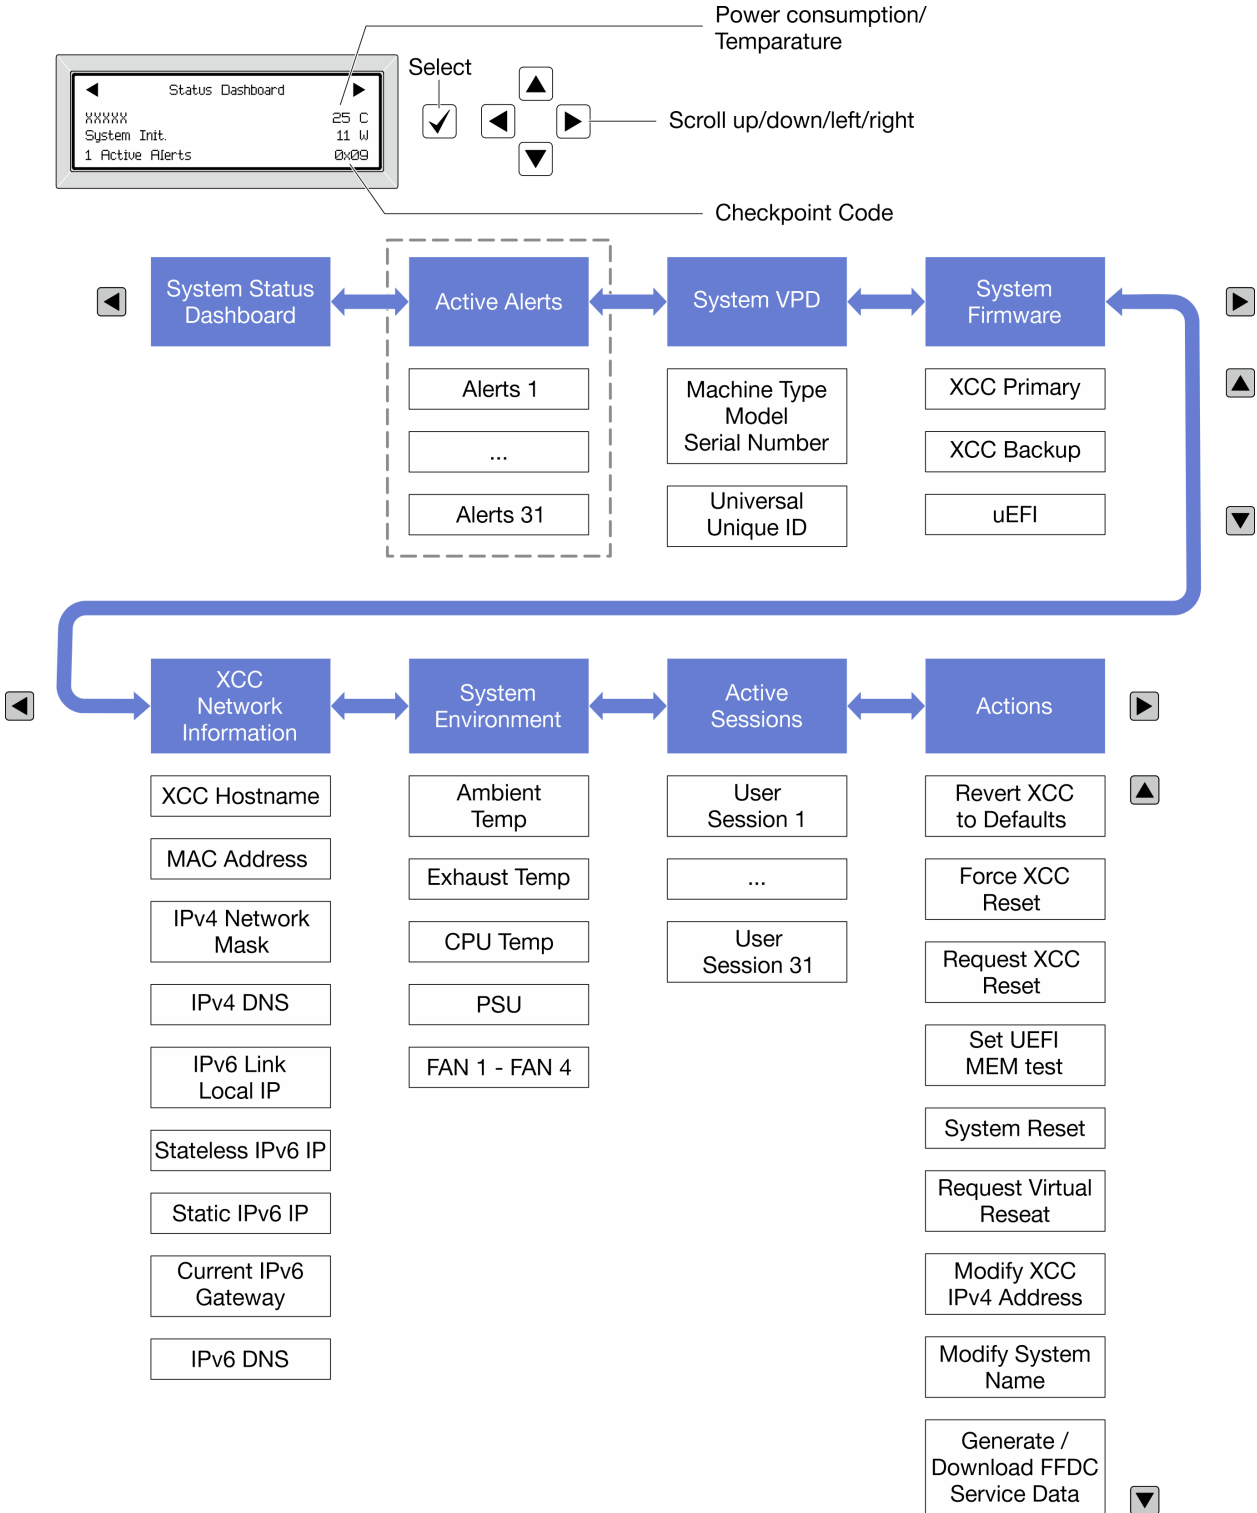 Power consumption/
Temparature
Select
Status Dashboard
XXXXX 25 C
System Init. 11 W
1 Active Alerts 0x09
Scroll up/down/left/right
Checkpoint Code
System Status
Dashboard
Active Alerts
System VPD
System
Firmware
Alerts 1
...
Alerts 31
Machine Type
Model
Serial Number
Universal
Unique ID
XCC Primary
XCC Backup
uEFI
XCC
Network
Information
System
Environment
Active
Sessions
Actions
XCC Hostname
MAC Address
IPv4 Network
Mask
IPv4 DNS
IPv6 Link
Local IP
Stateless IPv6 IP
Static IPv6 IP
Current IPv6
Gateway
IPv6 DNS
Ambient
Temp
Exhaust Temp
CPU Temp
PSU
FAN 1 - FAN 4
User
Session 1
...
User
Session 31
Revert XCC
to Defaults
Force XCC
Reset
Request XCC
Reset
Set UEFI
MEM test
System Reset
Request Virtual
Reseat
Modify XCC
IPv4 Address
Modify System
Name
Generate /
Download FFDC
Service Data